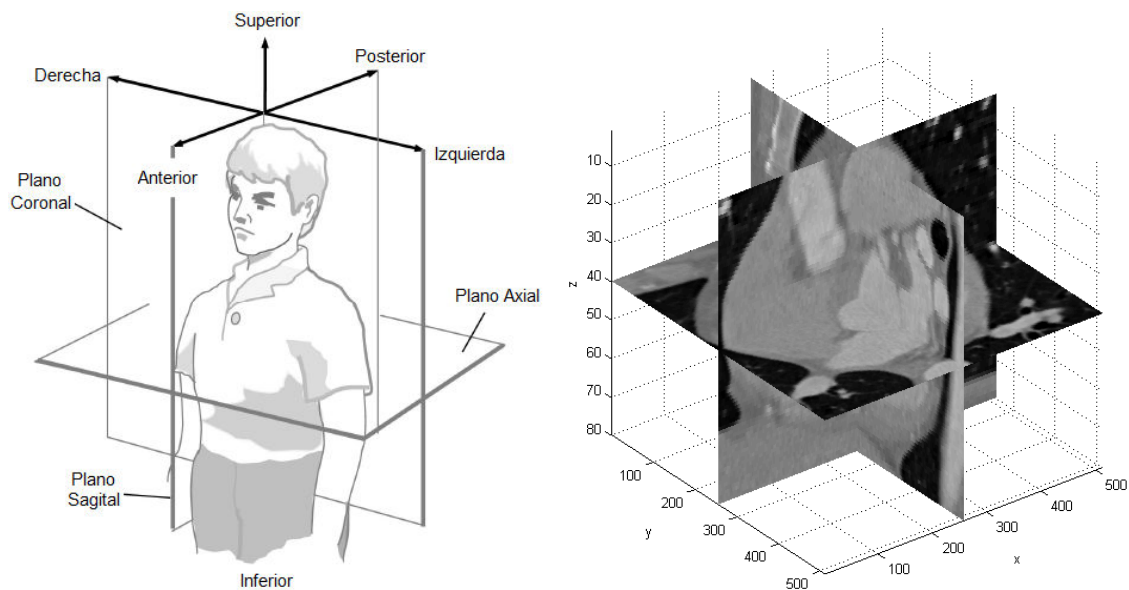 Superior
Posterior
Derecha
Izquierda
Anterior
Plano
Coronal
Plano Axial
Plano
Sagital
Inferior
10
20
30
40
50
60
70
80
z
100
200
300
400
500
y
100
200
300
400
500
x